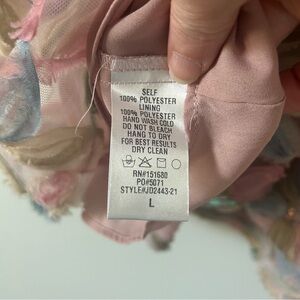 SELF
100% POLYESTER
LINING
100% POLYESTER
HAND WASH COLD
DO NOT BLEACH
HANG TO DRY
FOR BEST RESULTS
DRY CLEAN
RN#151680
PO#5071
STYLE#JD2443-21
L